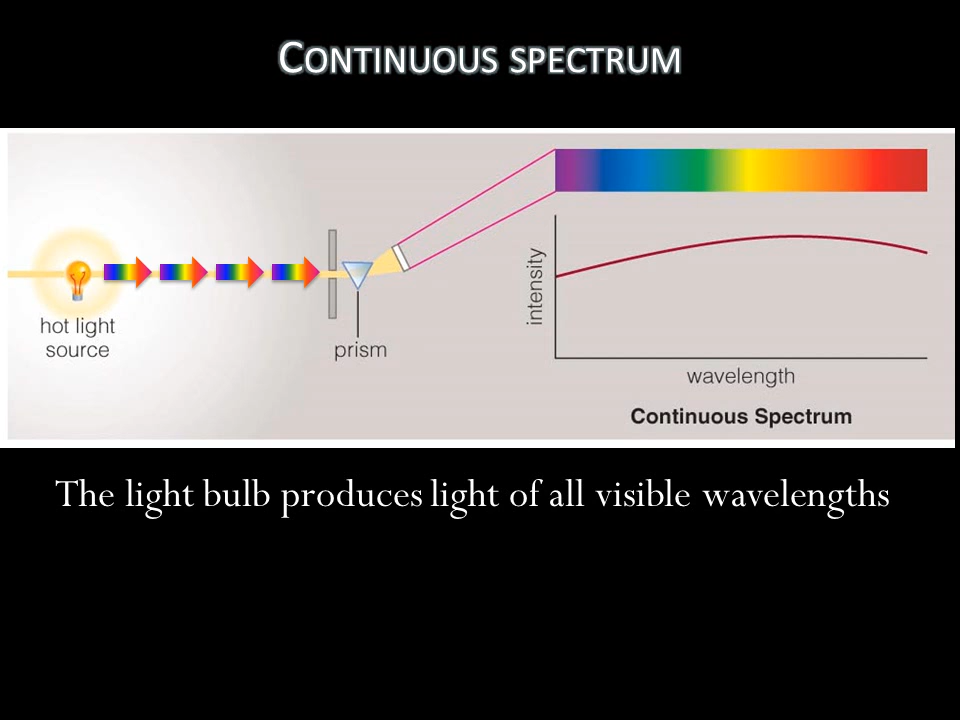 CONTINUOUS SPECTRUM
hot light
source
prism
intensity
wavelength
Continuous Spectrum
The light bulb produces light of all visible wavelengths